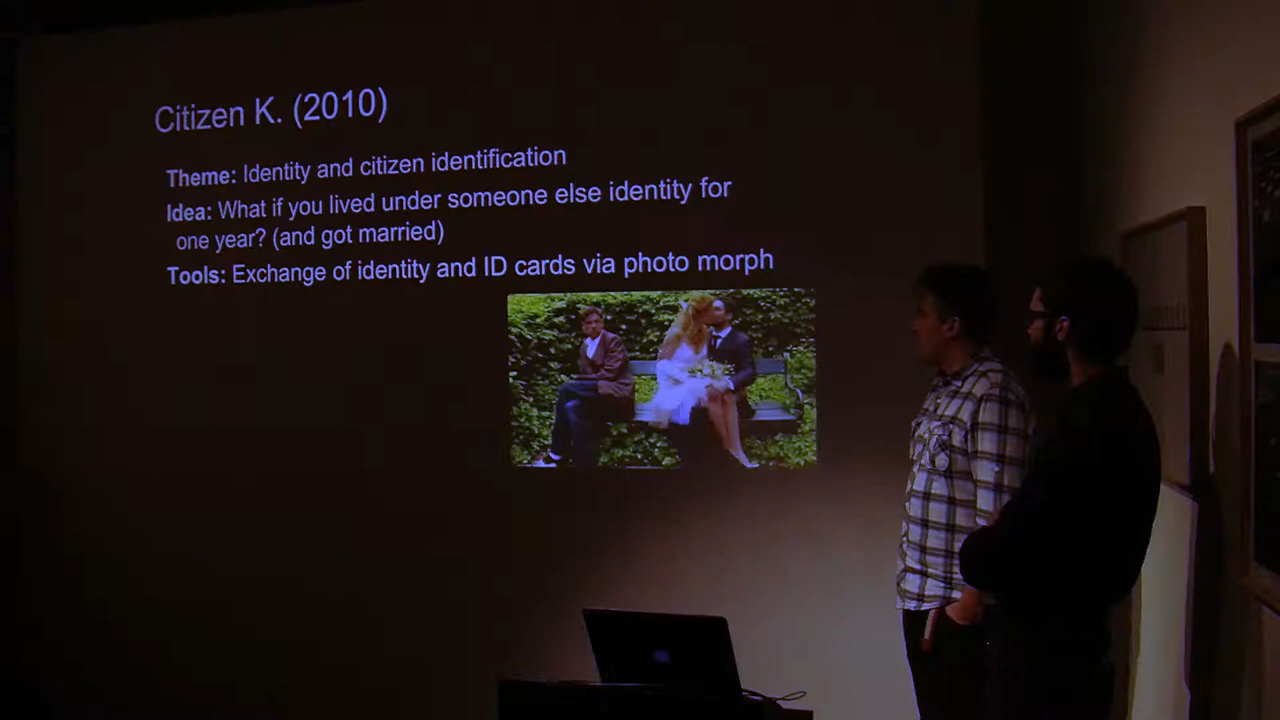 Citizen K. (2010)
Theme: Identity and citizen identification
Idea: What if you lived under someone else identity for
one year? (and got married)
Tools: Exchange of identity and ID cards via photo morph